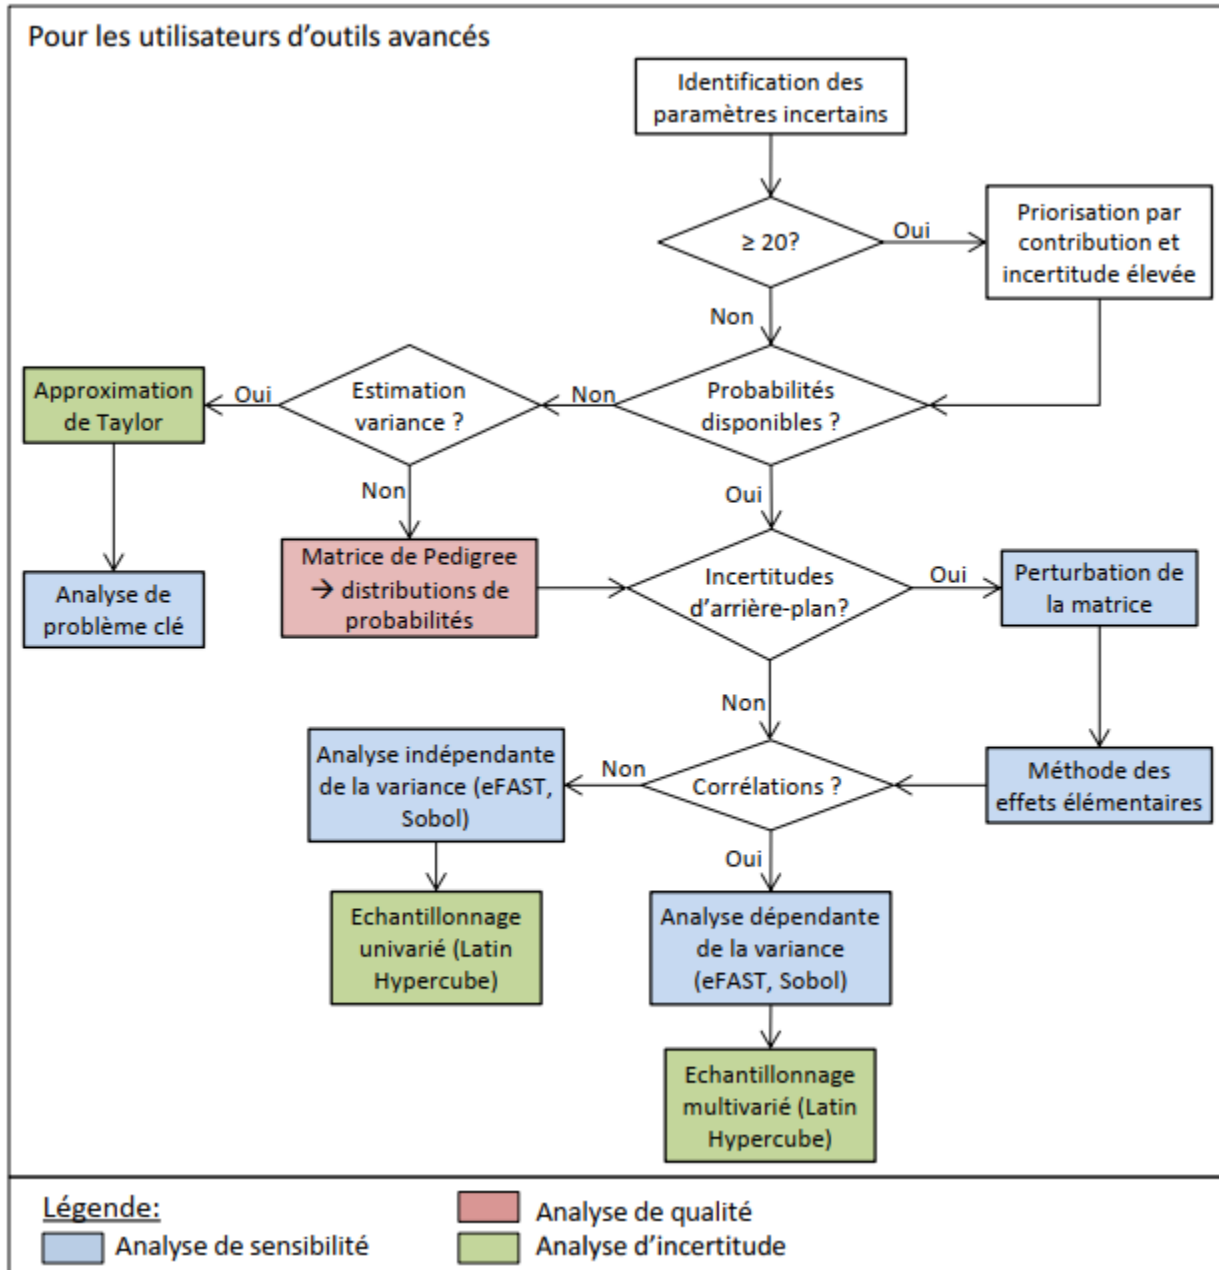 Pour les utilisateurs d’outils avancés
Identification des
paramètres incertains
≥ 20?
Oui
Priorisation par
contribution et
incertitude élevée
Non
Probabilités
disponibles ?
Non
Estimation
variance ?
Oui
Approximation
de Taylor
Analyse de
problème clé
Non
Matrice de Pedigree
→ distributions de
probabilités
Oui
Incertitudes
d’arrière-plan?
Oui
Perturbation de
la matrice
Méthode des
effets élémentaires
Non
Corrélations ?
Non
Analyse indépendante
de la variance (eFAST,
Sobol)
Echantillonnage
univarié (Latin
Hypercube)
Oui
Analyse dépendante
de la variance
(eFAST, Sobol)
Echantillonnage
multivarié (Latin
Hypercube)
Légende:
Analyse de sensibilité
Analyse de qualité
Analyse d’incertitude